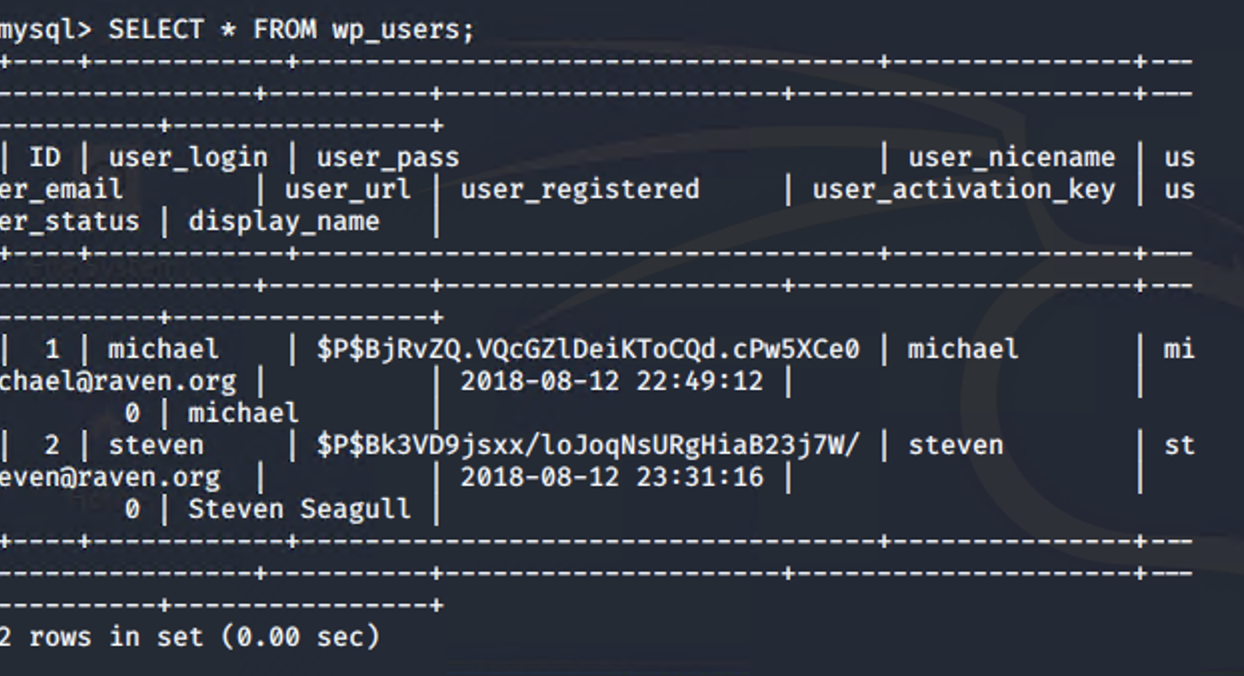 mysql> SELECT * FROM wp_users;
+----+------------+------------------------------------+---------------+---
----------------+----------+---------------------+---------------------+---
----------+----------------+
| ID | user_login | user_pass                          | user_nicename | us
er_email        | user_url | user_registered     | user_activation_key | us
er_status | display_name   |
+----+------------+------------------------------------+---------------+---
----------------+----------+---------------------+---------------------+---
----------+----------------+
|  1 | michael    | $P$BjRvZQ.VQcGZlDeiKToCQd.cPw5XCe0 | michael       | mi
chael@raven.org |          | 2018-08-12 22:49:12 |                     |
        0 | michael        |
|  2 | steven     | $P$Bk3VD9jsxx/loJoqNsURgHiaB23j7W/ | steven        | st
even@raven.org  |          | 2018-08-12 23:31:16 |                     |
        0 | Steven Seagull |
+----+------------+------------------------------------+---------------+---
----------------+----------+---------------------+---------------------+---
----------+----------------+
2 rows in set (0.00 sec)